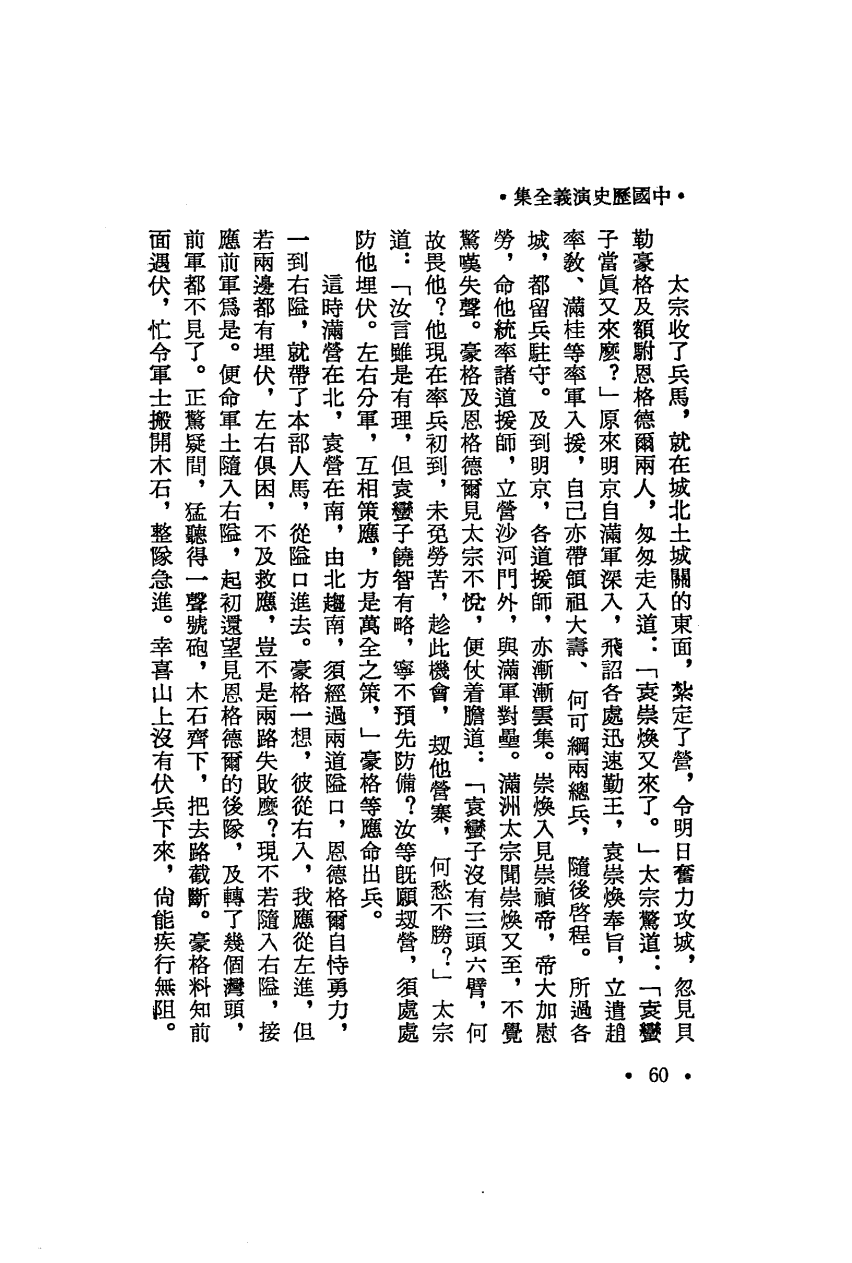 •中國歷史演義全集•
太宗收了兵馬，就在城北土城關的東面，紮定了營，令明日奮力攻城，忽見貝
勒豪格及額駙恩格德爾兩人，匆匆走入道：「袁崇煥又來了。」太宗驚道：「袁蠻
子當眞又來麼？」原來明京自滿軍深入，飛詔各處迅速勤王，袁崇煥奉旨，立遣趙
率敎、滿桂等率軍入援，自己亦帶領祖大壽、何可綱兩總兵，隨後啓程。所過各
城，都留兵駐守。及到明京，各道援師，亦漸漸雲集。崇煥入見崇禎帝，帝大加慰
勞，命他統率諸道援師，立營沙河門外，與滿軍對壘。滿洲太宗聞崇煥又至，不覺
驚嘆失聲。豪格及恩格德爾見太宗不悅，便仗着膽道：「袁蠻子沒有三頭六臂，何
故畏他？他現在率兵初到，未免勞苦，趁此機會，刼他營寨，何愁不勝？」太宗
道：「汝言雖是有理，但袁蠻子饒智有略，寧不預先防備？汝等旣願刼營，須處處
防他埋伏。左右分軍，互相策應，方是萬全之策，」豪格等應命出兵。
這時滿營在北，袁營在南，由北趨南，須經過兩道隘口，恩德格爾自恃勇力，
一到右隘，就帶了本部人馬，從隘口進去。豪格一想，彼從右入，我應從左進，但
若兩邊都有埋伏，左右俱困，不及救應，豈不是兩路失敗麼？現不若隨入右隘，接
應前軍爲是。便命軍士隨入右隘，起初還望見恩格德爾的後隊，及轉了幾個灣頭，
前軍都不見了。正驚疑間，猛聽得一聲號砲，木石齊下，把去路截斷。豪格料知前
面遇伏，忙令軍士搬開木石，整隊急進。幸喜山上沒有伏兵下來，尙能疾行無阻。
• 60 •